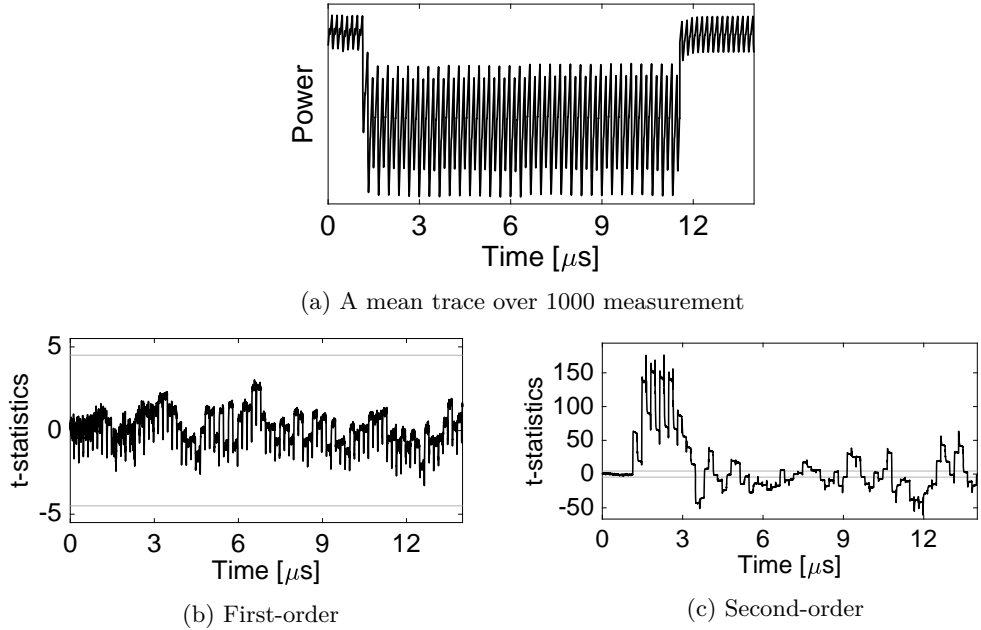 Power
0 3 6 9 12
Time [μs]
(a) A mean trace over 1000 measurement
5
0
-5
t-statistics
0 3 6 9 12
Time [μs]
(b) First-order
150
100
50
0
-50
t-statistics
0 3 6 9 12
Time [μs]
(c) Second-order